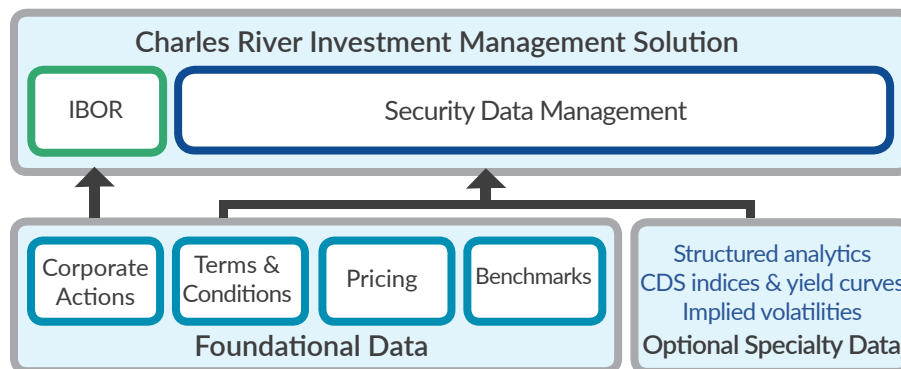 Charles River Investment Management Solution
IBOR
Security Data Management
Corporate
Actions
Terms &
Conditions
Pricing
Benchmarks
Foundational Data
Structured analytics
CDS indices & yield curves
Implied volatilities
Optional Specialty Data